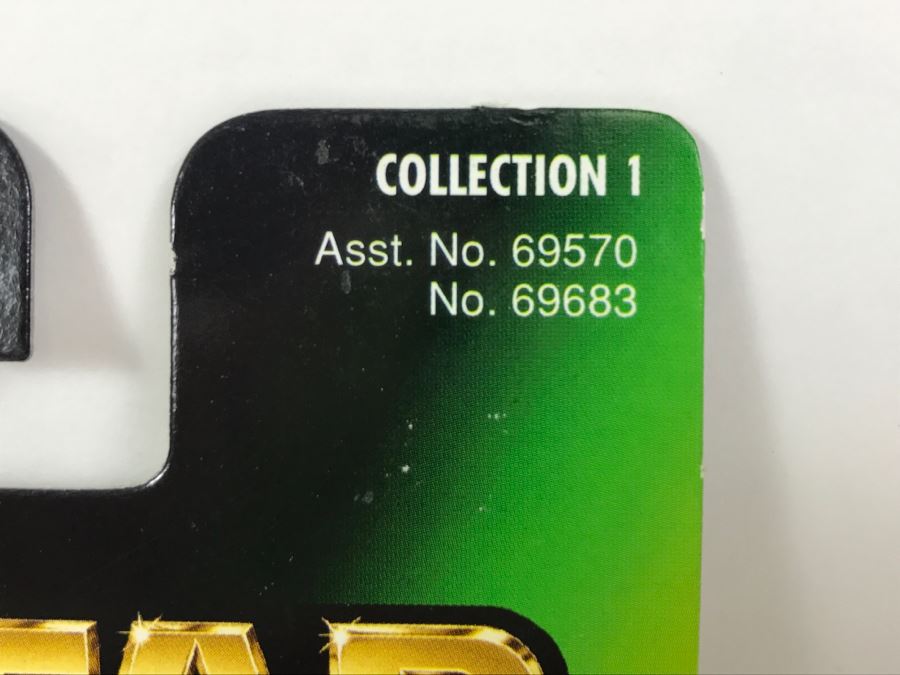 COLLECTION 1
Asst. No. 69570
No. 69683